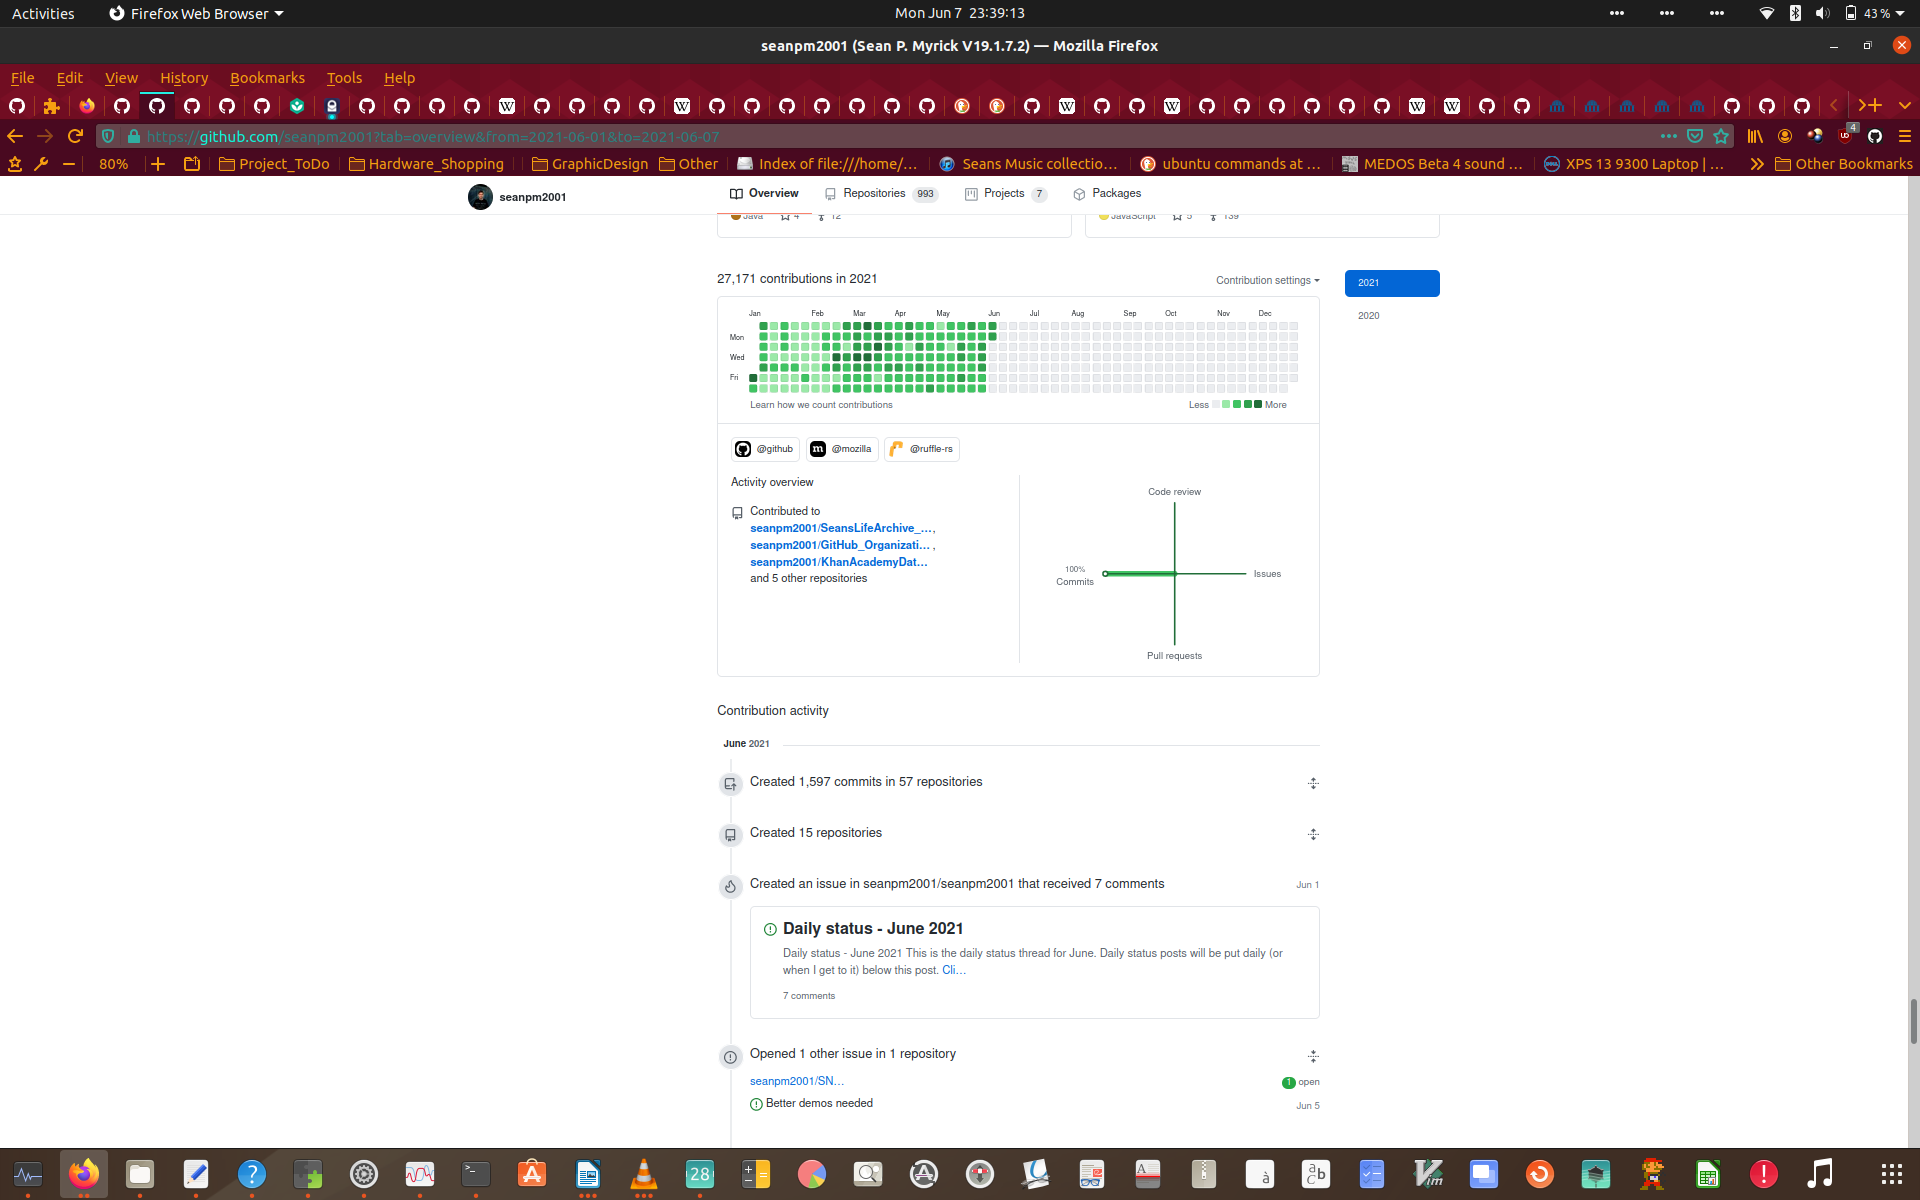 Activities
Firefox Web Browser
Mon Jun 7 23:39:13
43 %
seanpm2001 (Sean P. Myrick V19.1.7.2) — Mozilla Firefox
File Edit View History Bookmarks Tools Help
https://github.com/seanpm2001?tab=overview&from=2021-06-01&to=2021-06-07
4
80%
Project_ToDo
Hardware_Shopping
GraphicDesign
Other
Index of file:///home/…
Seans Music collectio…
ubuntu commands at …
MEDOS Beta 4 sound …
XPS 13 9300 Laptop | …
Other Bookmarks
seanpm2001
Overview
Repositories 993
Projects 7
Packages
Java 4 12
JavaScript 5 139
27,171 contributions in 2021
Contribution settings
2021
2020
Jan Feb Mar Apr May Jun Jul Aug Sep Oct Nov Dec
Mon
Wed
Fri
Learn how we count contributions
Less More
@github
@mozilla
@ruffle-rs
Activity overview
Contributed to
seanpm2001/SeansLifeArchive_…,
seanpm2001/GitHub_Organizati… ,
seanpm2001/KhanAcademyDat…
and 5 other repositories
Code review
100%
Commits
Issues
Pull requests
Contribution activity
June 2021
Created 1,597 commits in 57 repositories
Created 15 repositories
Created an issue in seanpm2001/seanpm2001 that received 7 comments
Jun 1
Daily status - June 2021
Daily status - June 2021 This is the daily status thread for June. Daily status posts will be put daily (or
when I get to it) below this post. Cli…
7 comments
Opened 1 other issue in 1 repository
seanpm2001/SN…
1 open
Better demos needed
Jun 5
28